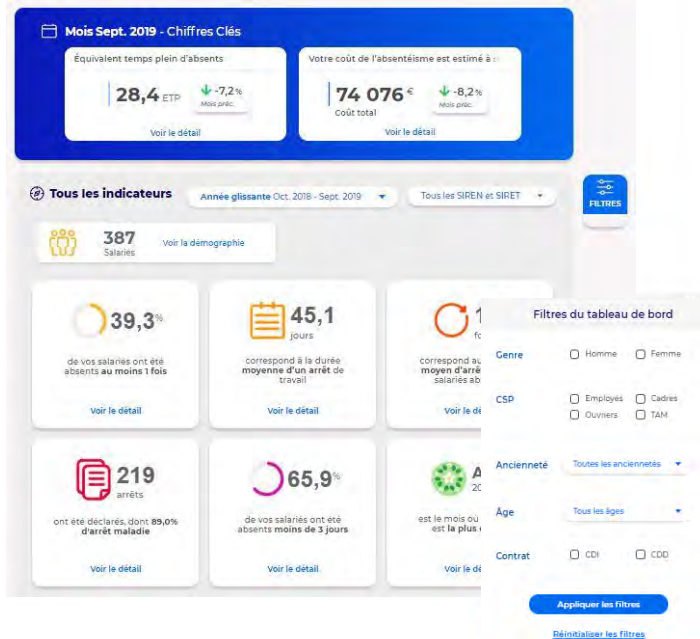 Mois Sept. 2019 - Chiffres Clés
Équivalent temps plein d'absents
28,4 ETP
-7,2%
Mois préc.
Voir le détail
Votre coût de l'absentéisme est estimé à :
74 076 €
Coût total
-8,2%
Mois préc.
Voir le détail
Tous les indicateurs
Année glissante Oct. 2018 - Sept. 2019
Tous les SIREN et SIRET
FILTRES
387
Salariés
Voir la démographie
39,3%
de vos salariés ont été
absents au moins 1 fois
Voir le détail
45,1
jours
correspond à la durée
moyenne d'un arrêt de
travail
Voir le détail
correspond au
moyen d'arrê
salariés ab
Voir le dé
219
arrêts
ont été déclarés, dont 89,0%
d'arrêt maladie
Voir le détail
65,9%
de vos salariés ont été
absents moins de 3 jours
Voir le détail
A
20
est le mois où
est la plus
Voir le dé
Filtres du tableau de bord
Genre
Homme
Femme
CSP
Employés
Cadres
Ouvriers
TAM
Ancienneté
Toutes les anciennetés
Âge
Tous les âges
Contrat
CDI
CDD
Appliquer les filtres
Réinitialiser les filtres